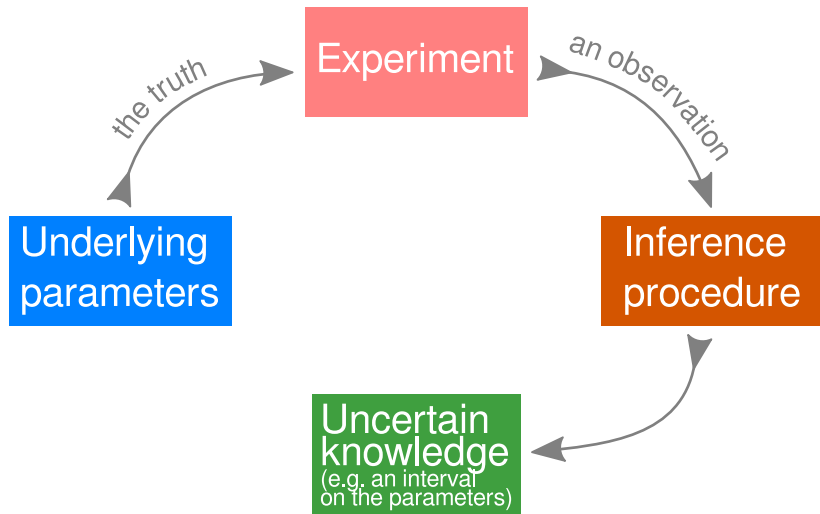 the truth
Experiment
an observation
Underlying
parameters
Inference
procedure
Uncertain
knowledge
(e.g. an interval
on the parameters)